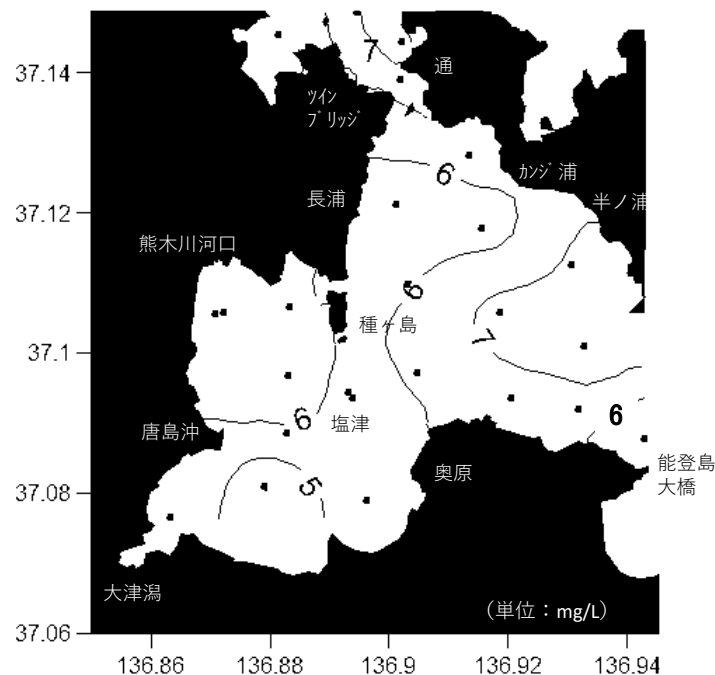 37.14
7
通
ﾂｲﾝ
ﾌﾞﾘｯｼﾞ
6
ｶﾝｼﾞ浦
37.12
長浦
半ノ浦
熊木川河口
6
種ヶ島
7
37.1
6
塩津
6
唐島沖
奥原
能登島
大橋
5
37.08
大津潟
（単位：mg/L）
37.06
136.86
136.88
136.9
136.92
136.94